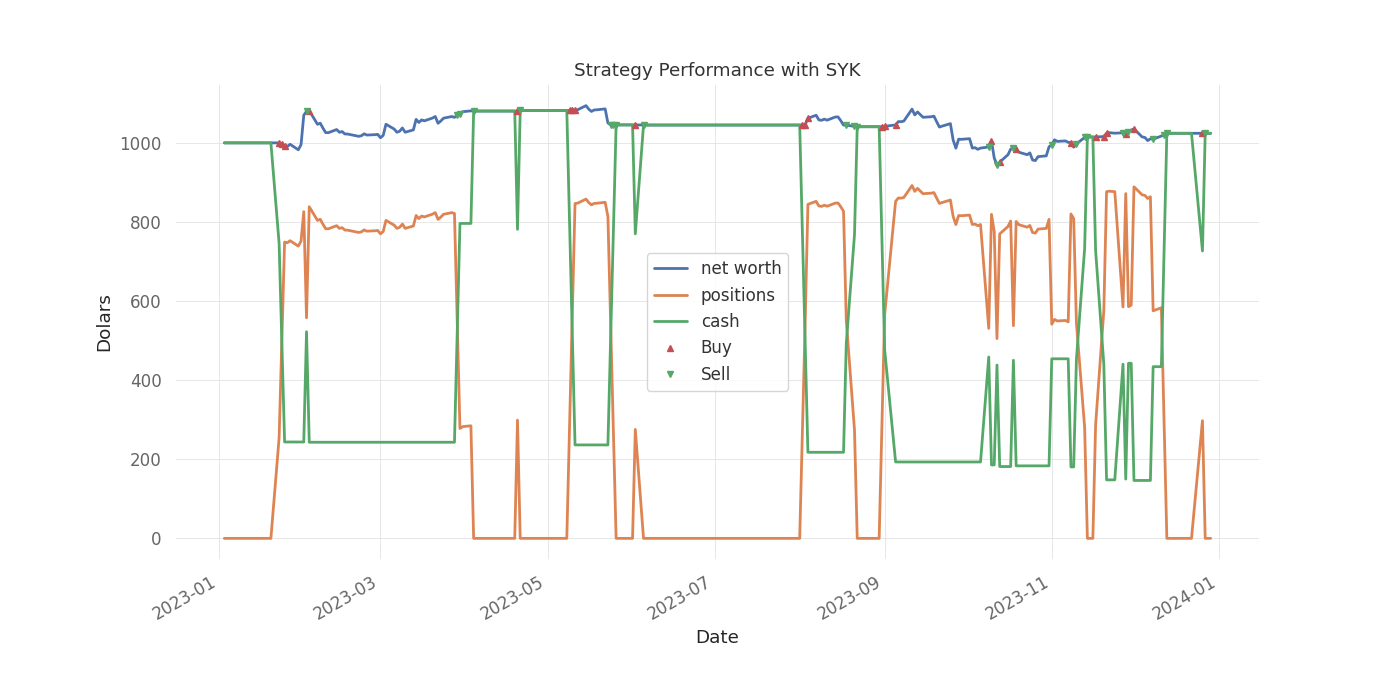 Strategy Performance with SYK
Dolars
1000
800
600
400
200
0
net worth
positions
cash
Buy
Sell
2023-01
2023-03
2023-05
2023-07
2023-09
2023-11
2024-01
Date